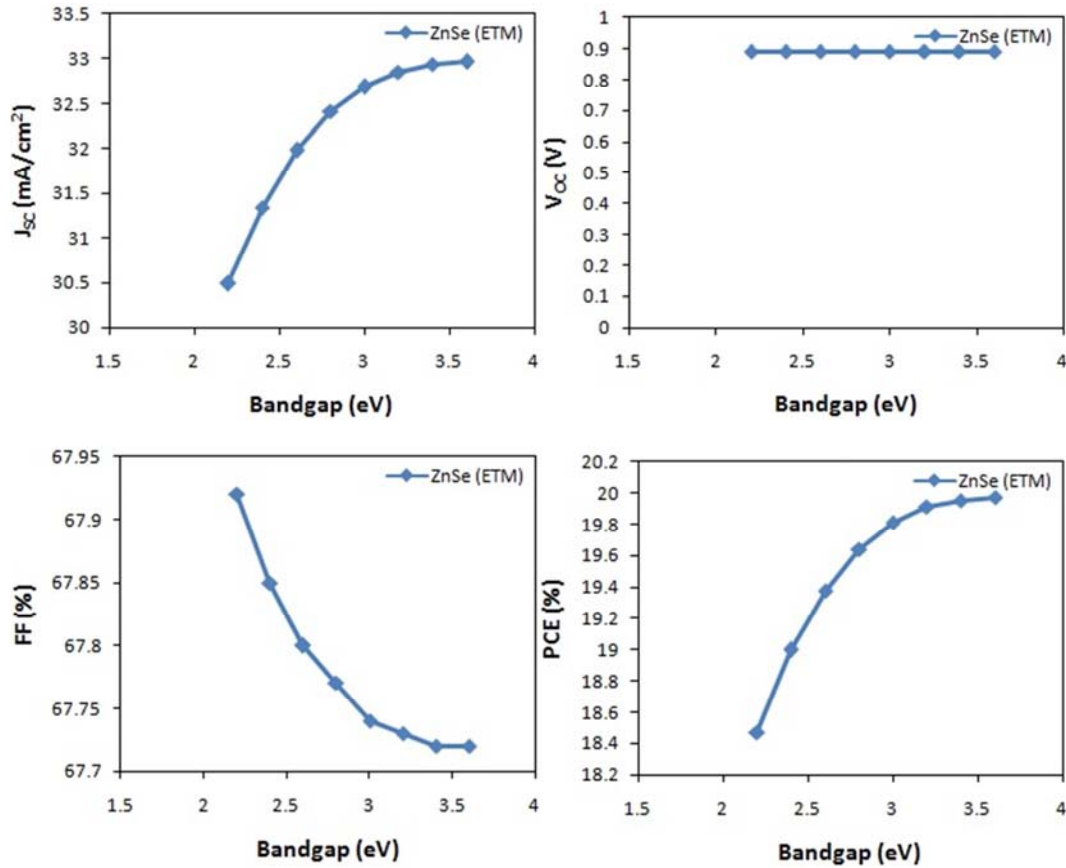 33.5
33
32.5
32
31.5
31
30.5
30
1.5 2 2.5 3 3.5 4
J_SC (mA/cm²)
Bandgap (eV)
ZnSe (ETM)
1
0.9
0.8
0.7
0.6
0.5
0.4
0.3
0.2
0.1
0
1.5 2 2.5 3 3.5 4
V_OC (V)
Bandgap (eV)
ZnSe (ETM)
67.95
67.9
67.85
67.8
67.75
67.7
1.5 2 2.5 3 3.5 4
FF (%)
Bandgap (eV)
ZnSe (ETM)
20.2
20
19.8
19.6
19.4
19.2
19
18.8
18.6
18.4
18.2
1.5 2 2.5 3 3.5 4
PCE (%)
Bandgap (eV)
ZnSe (ETM)